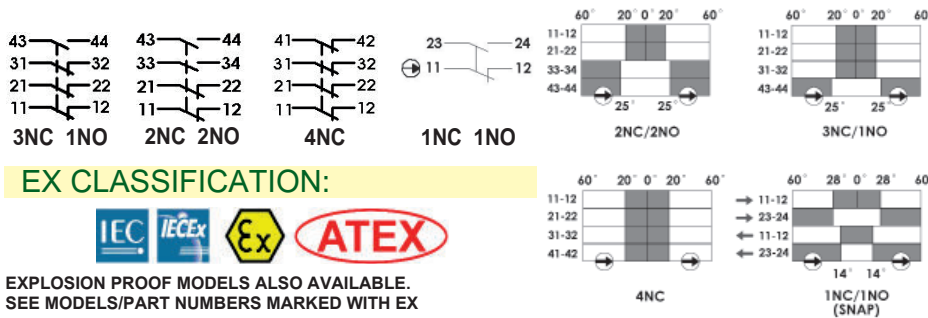 43 44
31 32
21 22
11 12
3NC 1NO
43 44
33 34
21 22
11 12
2NC 2NO
41 42
31 32
21 22
11 12
4NC
23 24
11 12
1NC 1NO
60° 20° 0° 20° 60°
11-12
21-22
33-34
43-44
25° 25°
2NC/2NO
60° 20° 0° 20° 60°
11-12
21-22
31-32
43-44
25° 25°
3NC/1NO
EX CLASSIFICATION:
IEC IECEx Ex ATEX
EXPLOSION PROOF MODELS ALSO AVAILABLE.
SEE MODELS/PART NUMBERS MARKED WITH EX
60° 20° 0° 20° 60°
11-12
21-22
31-32
41-42
4NC
60° 28° 0° 28° 60°
→ 11-12
→ 23-24
← 11-12
← 23-24
14° 14°
1NC/1NO
(SNAP)